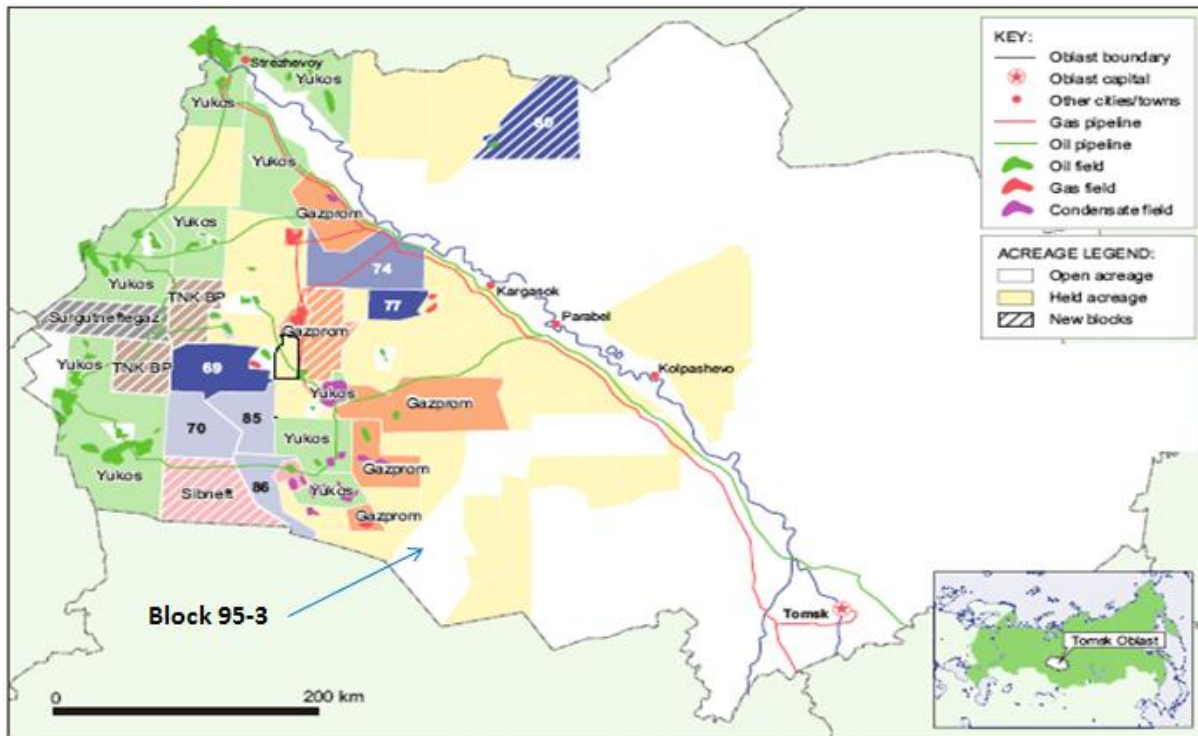 KEY:
Oblast boundary
Oblast capital
Other cities/towns
Gas pipeline
Oil pipeline
Oil field
Gas field
Condensate field
ACREAGE LEGEND:
Open acreage
Held acreage
New blocks
Strezhevoy
Yukos
Yukos
Yukos
60
Gazprom
Yukos
74
Yukos
TNK BP
77
Kargasok
Surgutneftegaz
Gazprom
Parabel
Ob
Yukos
TNK BP
69
Kolpashevo
Yukos
Gazprom
70
85
Yukos
Yukos
Sibneft
86
Gazprom
Yukos
Gazprom
Block 95-3
Tomsk
Tomsk Oblast
0
200 km